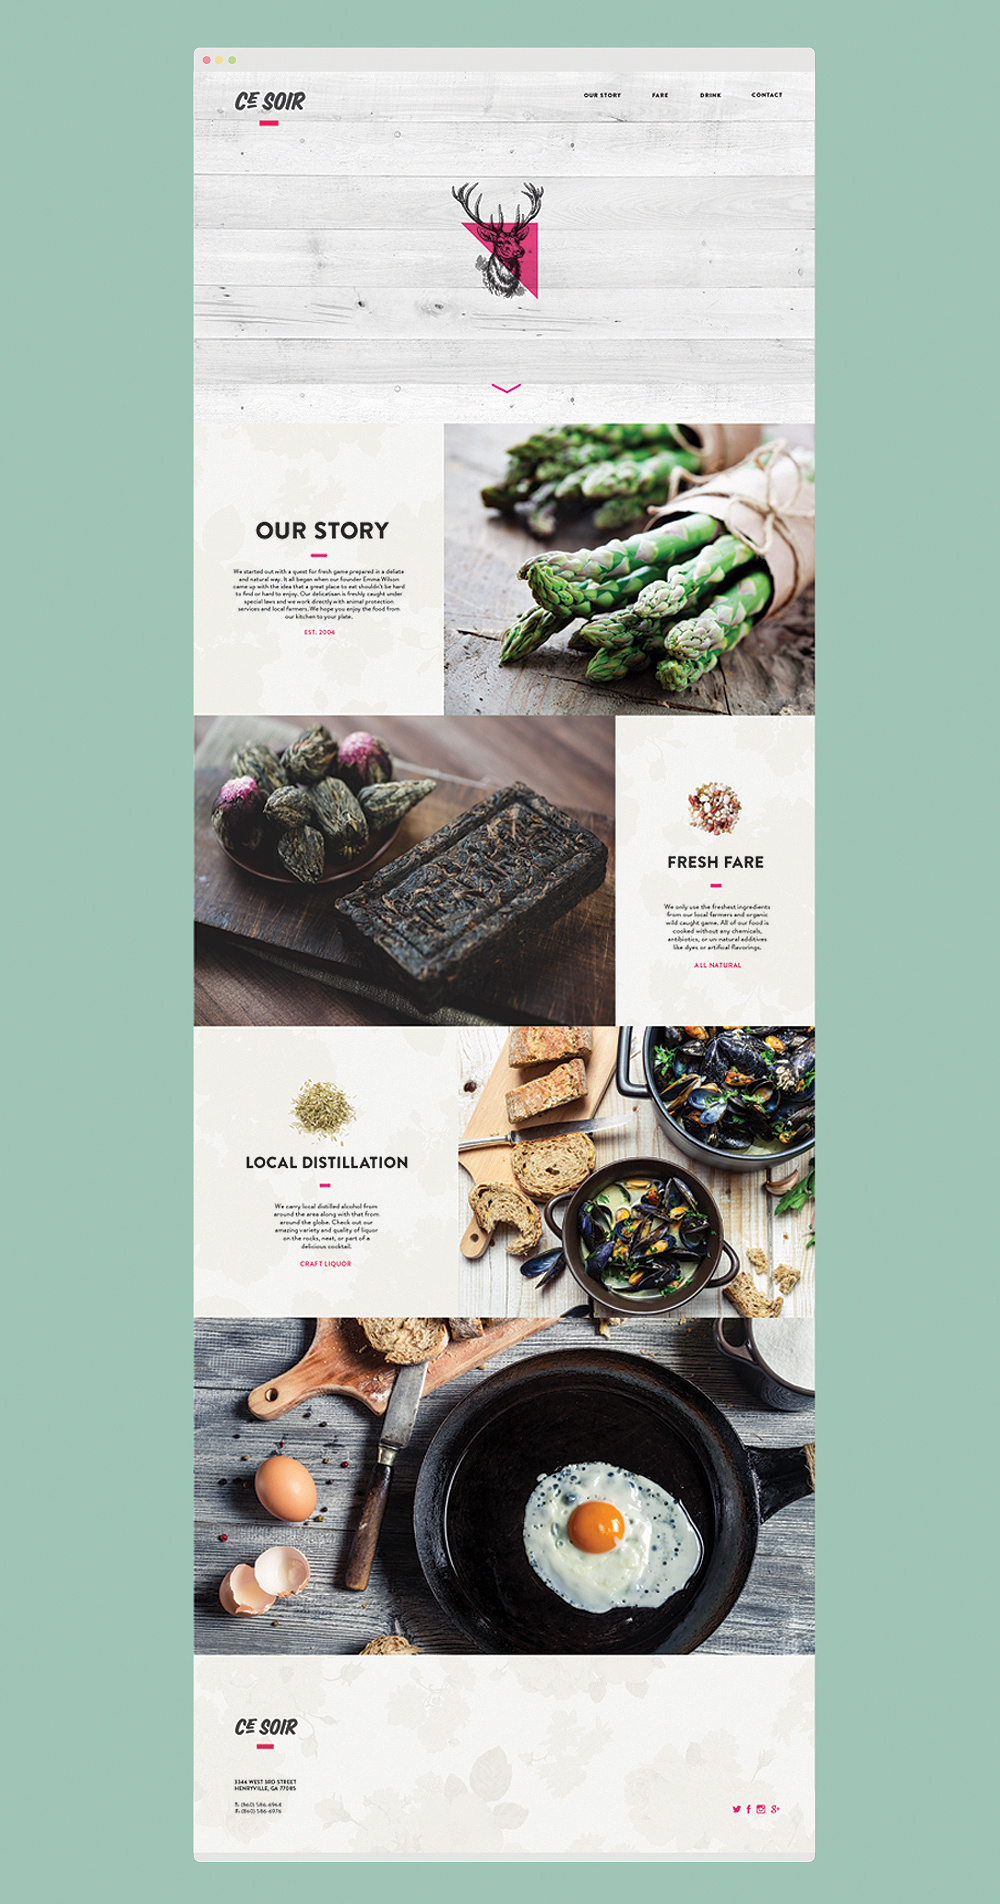 CE SOIR
OUR STORY
FARE
DRINK
CONTACT
OUR STORY
We started out with a quest for fresh game prepared in a deliate
and natural way. It all began when our founder Emma Wilson
came up with the idea that a great place to eat shouldn't be hard
to find or hard to enjoy. Our delicatisan is freshly caught under
special laws and we work directly with animal protection
services and local farmers. We hope you enjoy the food from
our kitchen to your plate.
EST. 2004
FRESH FARE
We only use the freshest ingredients
from our local farmers and organic
wild caught game. All of our food is
cooked without any chemicals,
antibiotics, or un-natural additives
like dyes or artifical flavorings.
ALL NATURAL
LOCAL DISTILLATION
We carry local distilled alcohol from
around the area along with that from
around the globe. Check out our
amazing variety and quality of liquor
on the rocks, neat, or part of a
delicious cocktail.
CRAFT LIQUOR
CE SOIR
3344 WEST 3RD STREET
HENRYVILLE, GA 77085
T: (860) 586-6968
F: (860) 586-6976